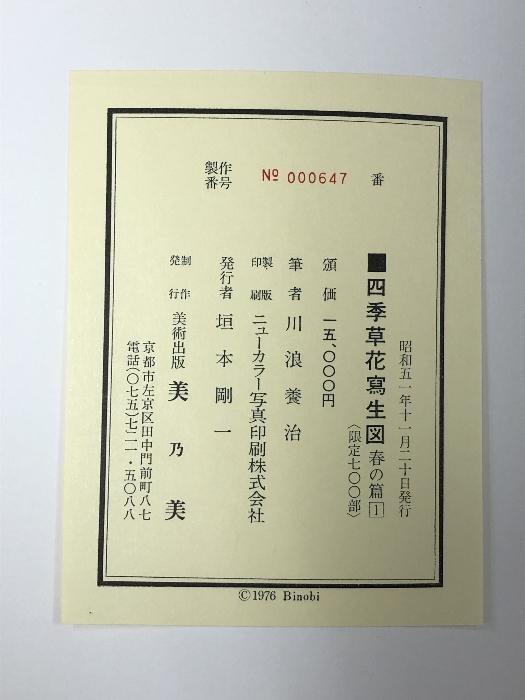 製作番号 № 000647 番
昭和五一年十一月二十日発行
■四季草花寫生図 春の篇 1
〈限定七〇〇部〉
頒価 一五、〇〇〇円
筆者 川浪養治
製版印刷 ニューカラー写真印刷株式会社
発行者 垣本剛一
制作発行 美術出版 美乃美
京都市左京区田中門前町八七
電話(〇七五)七二一・五〇八八
©1976 Binobi